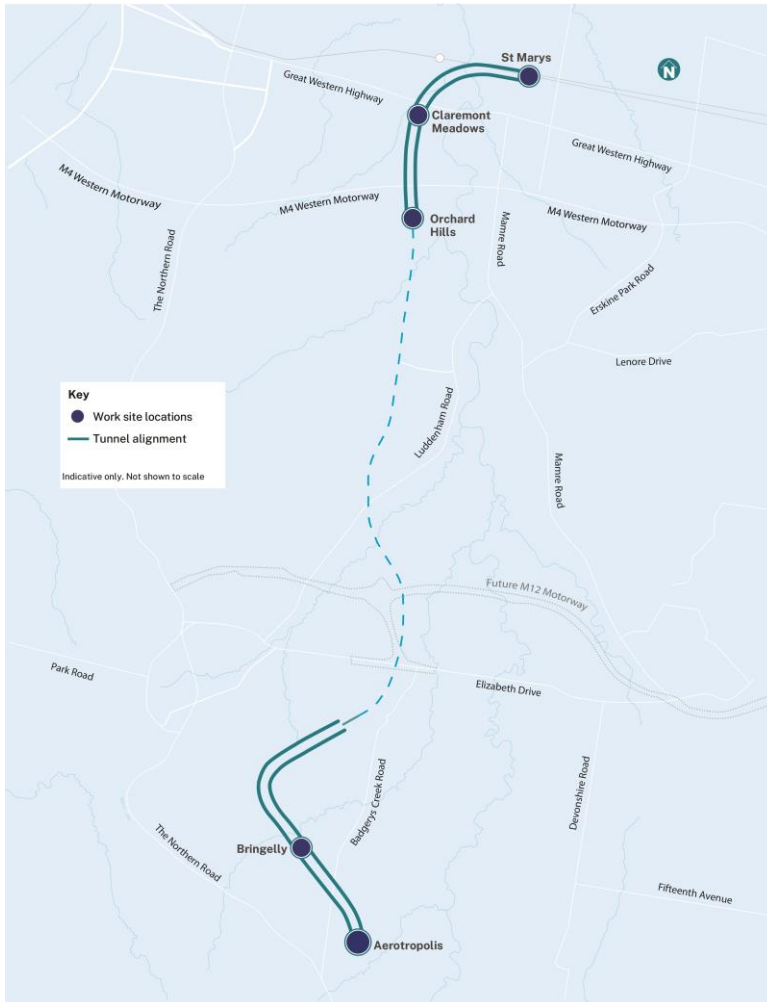 St Marys
N
Great Western Highway
Claremont
Meadows
Great Western Highway
M4 Western Motorway
M4 Western Motorway
Orchard
Hills
M4 Western Motorway
Mamre Road
The Northern Road
Erskine Park Road
Lenore Drive
Key
Work site locations
Tunnel alignment
Indicative only. Not shown to scale
Luddenham Road
Mamre Road
Future M12 Motorway
Park Road
Elizabeth Drive
Badgerys Creek Road
Devonshire Road
The Northern Road
Bringelly
Fifteenth Avenue
Aerotropolis